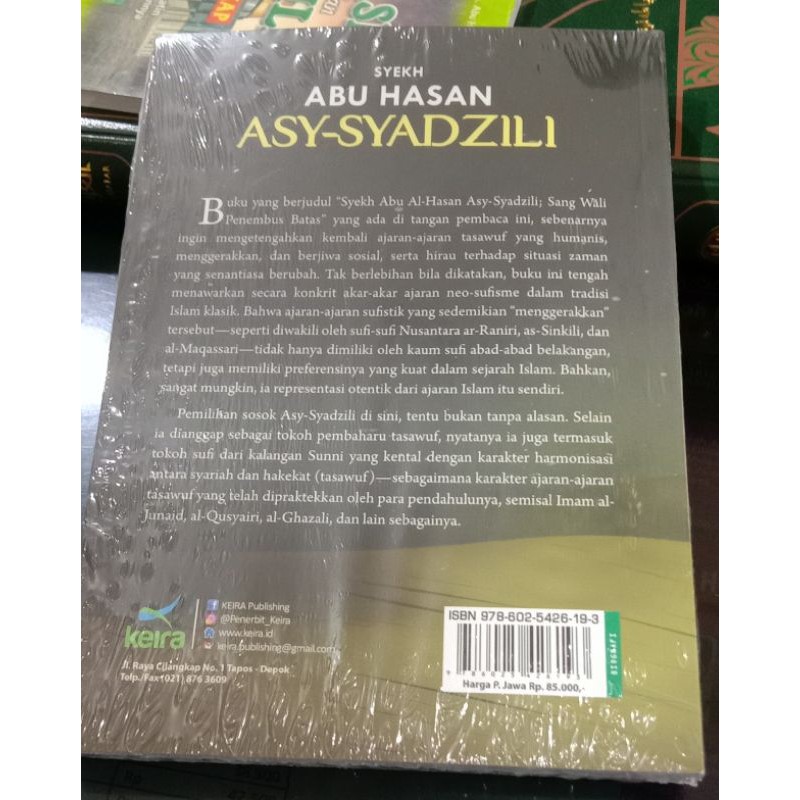 SYEKH
ABU HASAN
ASY-SYADZILI
Buku yang berjudul "Syekh Abu Al-Hasan Asy-Syadzili; Sang Wali
Penembus Batas" yang ada di tangan pembaca ini, sebenarnya
ingin mengetengahkan kembali ajaran-ajaran tasawuf yang humanis,
menggerakkan, dan berjiwa sosial, serta hirau terhadap situasi zaman
yang senantiasa berubah. Tak berlebihan bila dikatakan, buku ini tengah
menawarkan secara konkrit akar-akar ajaran neo-sufisme dalam tradisi
Islam klasik. Bahwa ajaran-ajaran sufistik yang sedemikian "menggerakkan"
tersebut—seperti diwakili oleh sufi-sufi Nusantara ar-Raniri, as-Sinkili, dan
al-Maqassari—tidak hanya dimiliki oleh kaum sufi abad-abad belakangan,
tetapi juga memiliki preferensinya yang kuat dalam sejarah Islam. Bahkan,
sangat mungkin, ia representasi otentik dari ajaran Islam itu sendiri.
Pemilihan sosok Asy-Syadzili di sini, tentu bukan tanpa alasan. Selain
ia dianggap sebagai tokoh pembaharu tasawuf, nyatanya ia juga termasuk
tokoh sufi dari kalangan Sunni yang kental dengan karakter harmonisasi
antara syariah dan hakekat (tasawuf)—sebagaimana karakter ajaran-ajaran
tasawuf yang telah dipraktekkan oleh para pendahulunya, semisal Imam al-
Junaid, al-Qusyairi, al-Ghazali, dan lain sebagainya.
keira
KEIRA Publishing
@Penerbit_Keira
www.keira.id
keira.publishing@gmail.com
Jl. Raya Cilangkap No. 1 Tapos - Depok
Telp./Fax (021) 876 3609
ISBN 978-602-5426-19-3
9 786025 426193
Harga P. Jawa Rp. 85.000,-